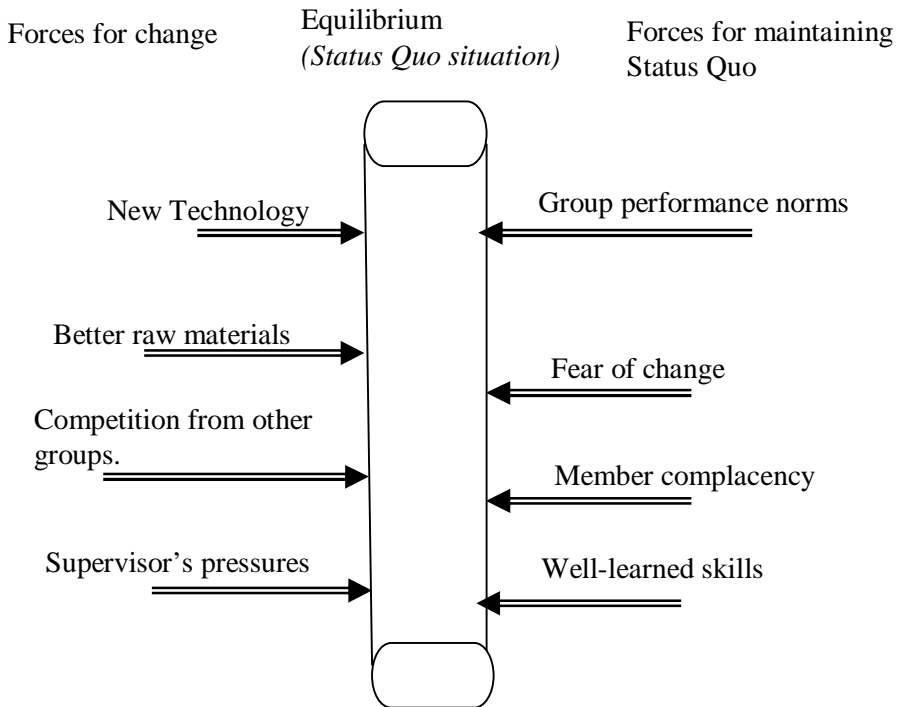 Forces for change
Equilibrium
(Status Quo situation)
Forces for maintaining
Status Quo
New Technology
Group performance norms
Better raw materials
Fear of change
Competition from other
groups.
Member complacency
Supervisor’s pressures
Well-learned skills